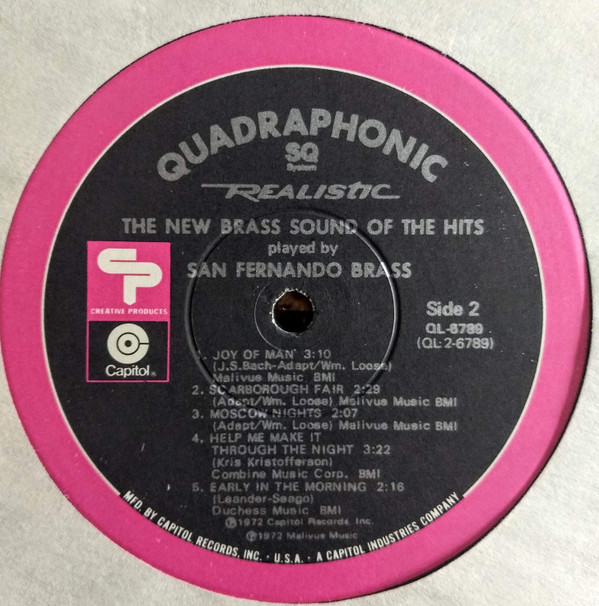 QUADRAPHONIC
SQ
System
REALISTIC
THE NEW BRASS SOUND OF THE HITS
played by
SAN FERNANDO BRASS
SP
CREATIVE PRODUCTS
Capitol®
Side 2
QL-6789
(QL:2-6789)
1. JOY OF MAN 3:10
(J.S.Bach-Adapt/Wm. Loose)
Malivus Music BMI
2. SCARBOROUGH FAIR 2:29
(Adapt/Wm. Loose) Malivus Music BMI
3. MOSCOW NIGHTS 2:07
(Adapt/Wm. Loose) Malivus Music BMI
4. HELP ME MAKE IT
THROUGH THE NIGHT 3:22
(Kris Kristofferson)
Combine Music Corp. BMI
5. EARLY IN THE MORNING 2:16
(Leander-Seago)
Duchess Music BMI
℗1972 Capitol Records, Inc.
℗1972 Malivus Music
MFD. BY CAPITOL RECORDS, INC. · U.S.A. · A CAPITOL INDUSTRIES COMPANY